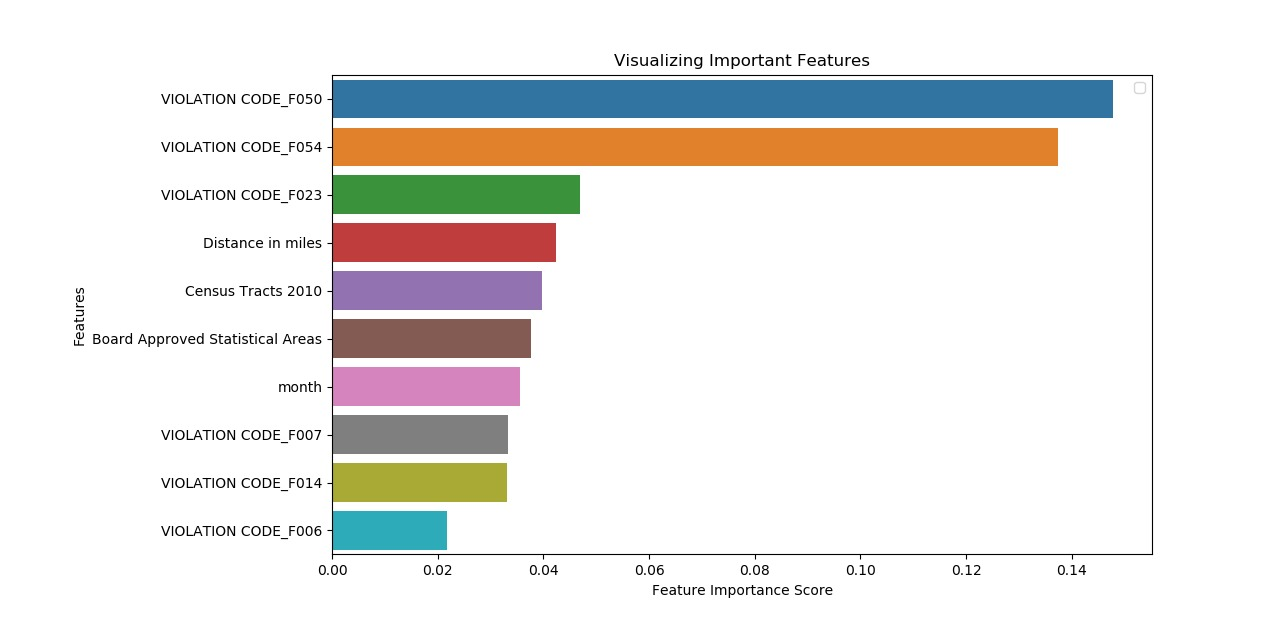 Visualizing Important Features
VIOLATION CODE_F050
VIOLATION CODE_F054
VIOLATION CODE_F023
Distance in miles
Census Tracts 2010
Board Approved Statistical Areas
month
VIOLATION CODE_F007
VIOLATION CODE_F014
VIOLATION CODE_F006
Features
0.00 0.02 0.04 0.06 0.08 0.10 0.12 0.14
Feature Importance Score